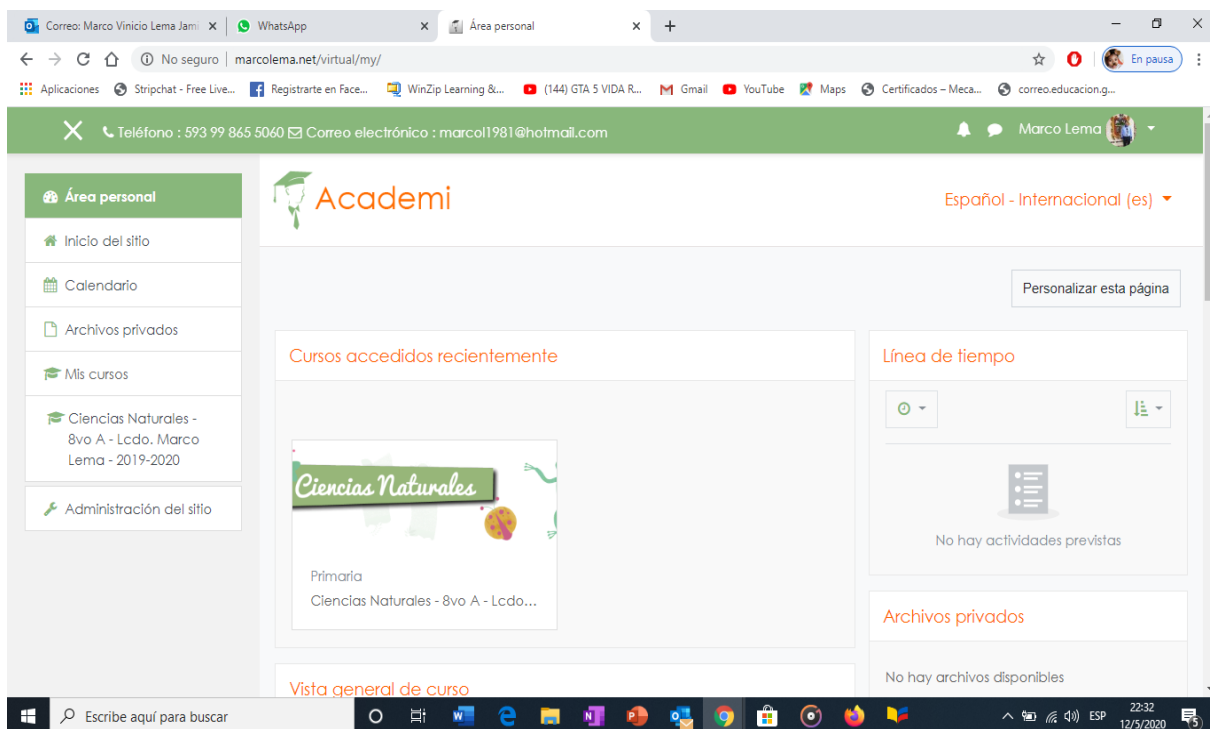 Correo: Marco Vinicio Lema Jami
WhatsApp
Área personal
No seguro | marcolema.net/virtual/my/
En pausa
Aplicaciones
Stripchat - Free Live...
Registrarte en Face...
WinZip Learning &...
(144) GTA 5 VIDA R...
Gmail
YouTube
Maps
Certificados – Meca...
correo.educacion.g...
Teléfono : 593 99 865 5060 Correo electrónico : marcol1981@hotmail.com
Marco Lema
Área personal
Inicio del sitio
Calendario
Archivos privados
Mis cursos
Ciencias Naturales -
8vo A - Lcdo. Marco
Lema - 2019-2020
Administración del sitio
Academi
Español - Internacional (es)
Personalizar esta página
Cursos accedidos recientemente
Ciencias Naturales
Primaria
Ciencias Naturales - 8vo A - Lcdo...
Vista general de curso
Línea de tiempo
No hay actividades previstas
Archivos privados
No hay archivos disponibles
Escribe aquí para buscar
ESP
22:32
12/5/2020
5